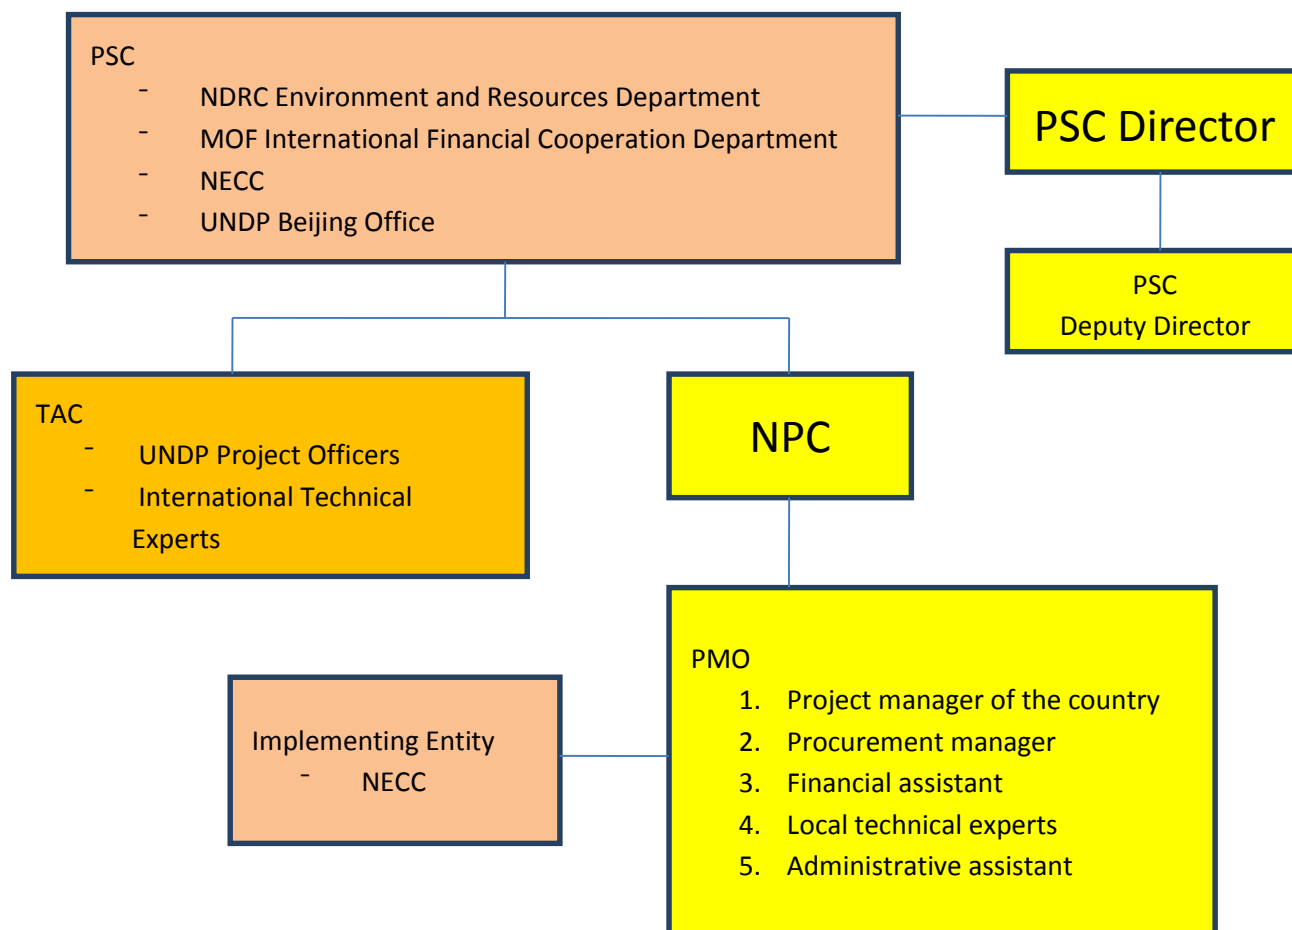 PSC
- NDRC Environment and Resources Department
- MOF International Financial Cooperation Department
- NECC
- UNDP Beijing Office
PSC Director
PSC
Deputy Director
TAC
- UNDP Project Officers
- International Technical
Experts
NPC
Implementing Entity
- NECC
PMO
1. Project manager of the country
2. Procurement manager
3. Financial assistant
4. Local technical experts
5. Administrative assistant